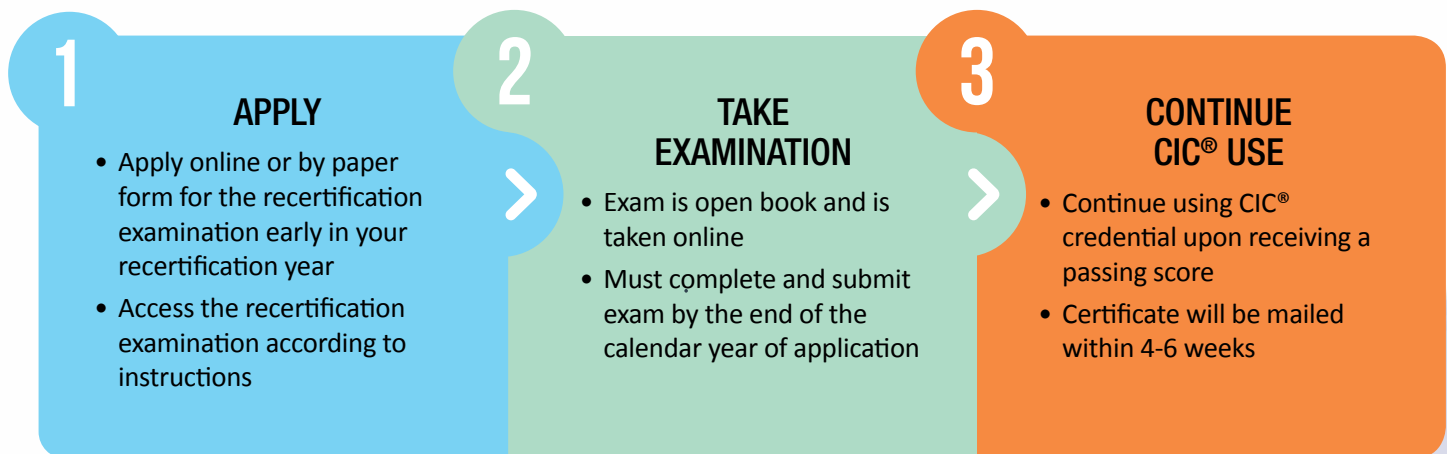 1
APPLY
• Apply online or by paper
form for the recertification
examination early in your
recertification year
• Access the recertification
examination according to
instructions
2
TAKE
EXAMINATION
• Exam is open book and is
taken online
• Must complete and submit
exam by the end of the
calendar year of application
3
CONTINUE
CIC® USE
• Continue using CIC®
credential upon receiving a
passing score
• Certificate will be mailed
within 4-6 weeks